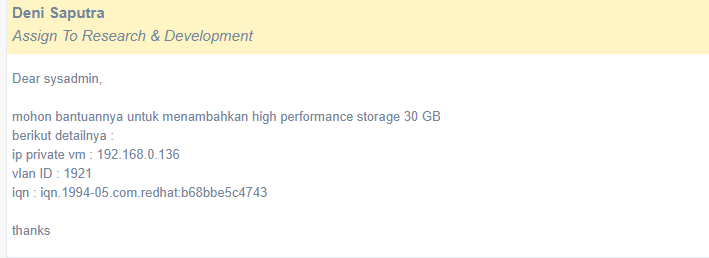 Deni Saputra
Assign To Research & Development
Dear sysadmin,
mohon bantuannya untuk menambahkan high performance storage 30 GB
berikut detailnya :
ip private vm : 192.168.0.136
vlan ID : 1921
iqn : iqn.1994-05.com.redhat:b68bbe5c4743
thanks